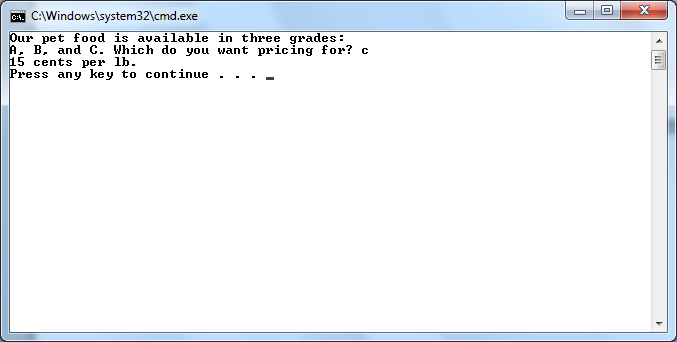 C:\Windows\system32\cmd.exe
Our pet food is available in three grades:
A, B, and C. Which do you want pricing for? c
15 cents per lb.
Press any key to continue . . . _